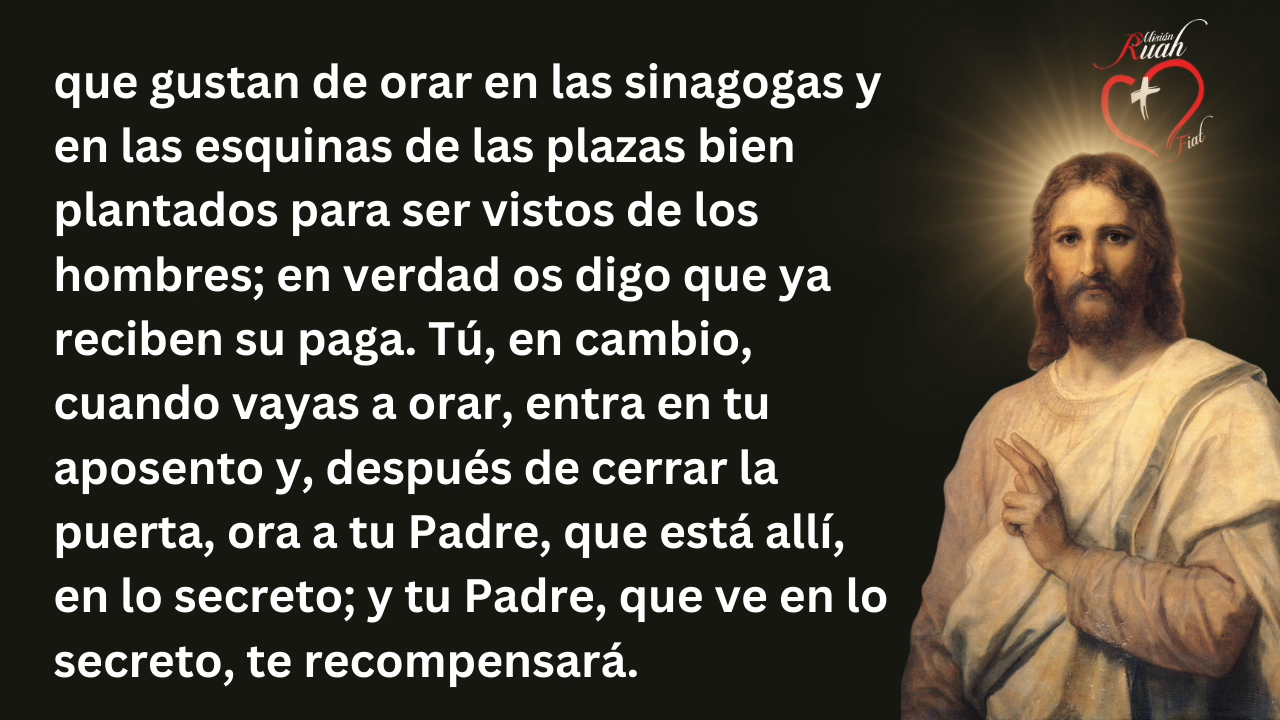 que gustan de orar en las sinagogas y
en las esquinas de las plazas bien
plantados para ser vistos de los
hombres; en verdad os digo que ya
reciben su paga. Tú, en cambio,
cuando vayas a orar, entra en tu
aposento y, después de cerrar la
puerta, ora a tu Padre, que está allí,
en lo secreto; y tu Padre, que ve en lo
secreto, te recompensará.
Misión
Ruah
Fiat